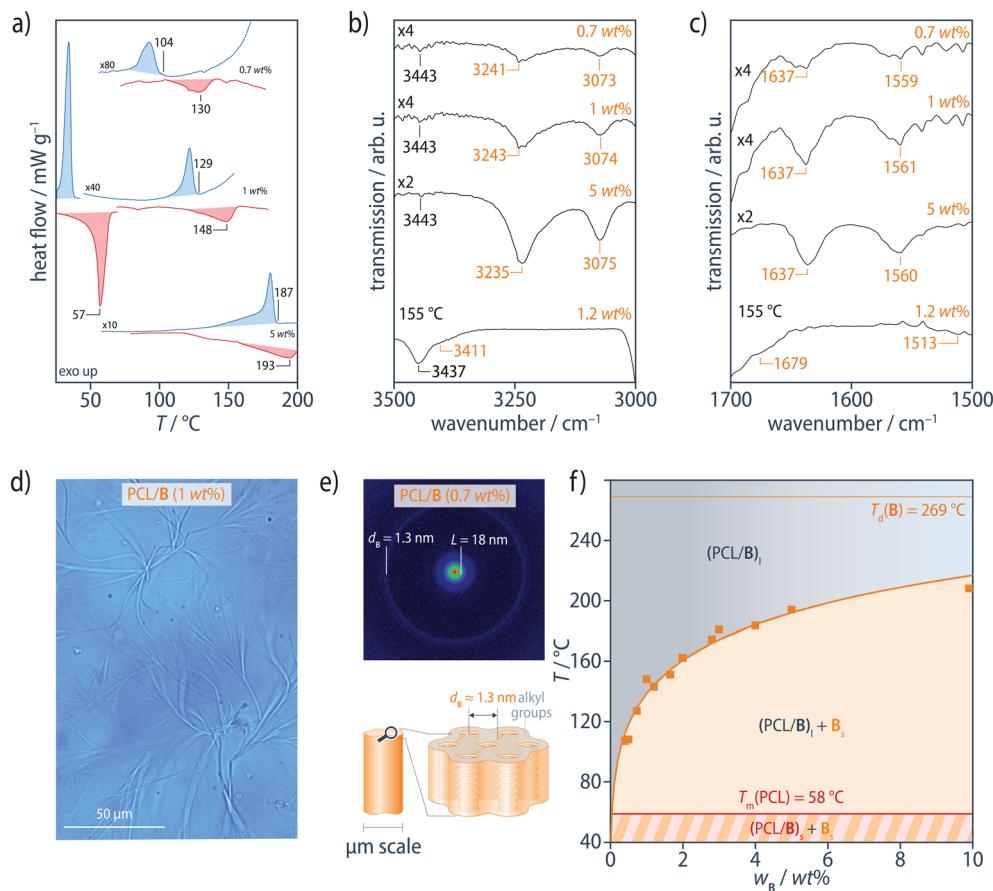 a)
heat flow / mW g⁻¹
104
x80
0.7 wt%
130
129
x40
1 wt%
148
57
187
x10
5 wt%
193
exo up
50
100
150
200
T / °C
b)
transmission / arb. u.
x4
0.7 wt%
3443
3241
3073
x4
1 wt%
3443
3243
3074
x2
5 wt%
3443
3235
3075
155 °C
1.2 wt%
3411
3437
3500
3250
3000
wavenumber / cm⁻¹
c)
transmission / arb. u.
0.7 wt%
x4
1637
1559
1 wt%
x4
1637
1561
x2
5 wt%
1637
1560
155 °C
1.2 wt%
1679
1513
1700
1600
1500
wavenumber / cm⁻¹
d)
PCL/B (1 wt%)
50 µm
e)
PCL/B (0.7 wt%)
d_B = 1.3 nm
L = 18 nm
d_B ≈ 1.3 nm
alkyl
groups
µm scale
f)
T / °C
240
200
160
120
80
40
T_d(B) = 269 °C
(PCL/B)_l
(PCL/B)_l + B_s
T_m(PCL) = 58 °C
(PCL/B)_s + B_s
0
2
4
6
8
10
w_B / wt%